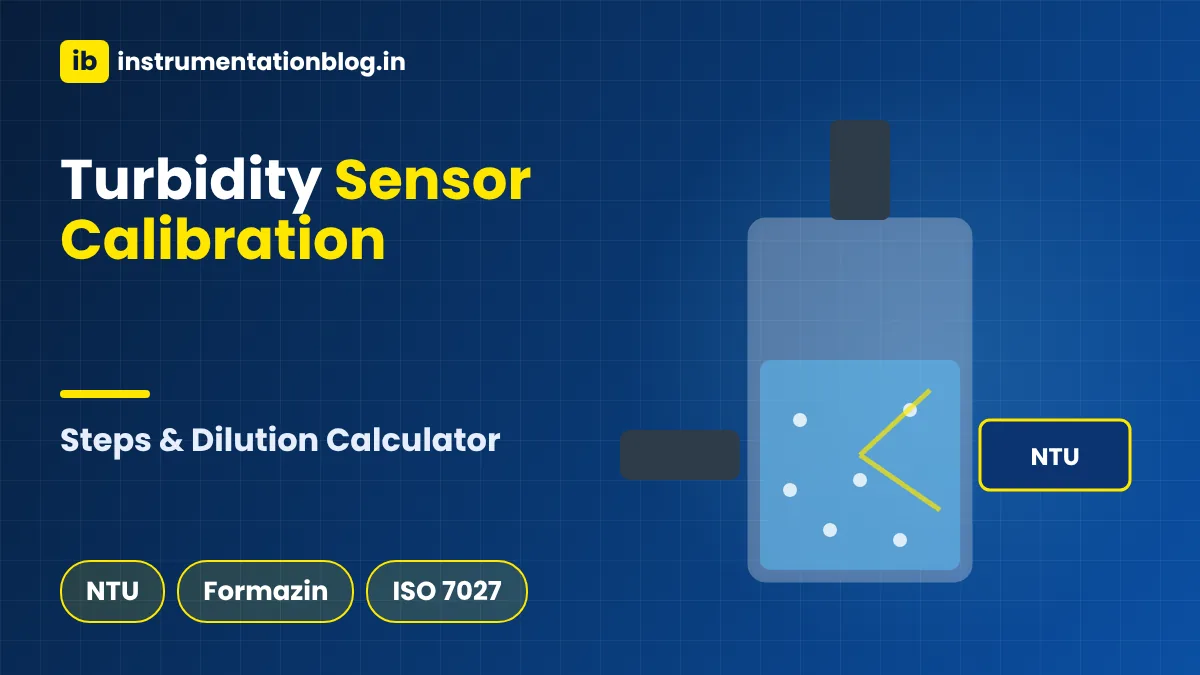 ib instrumentationblog.in
Turbidity Sensor
Calibration
Steps & Dilution Calculator
NTU
Formazin
ISO 7027
NTU